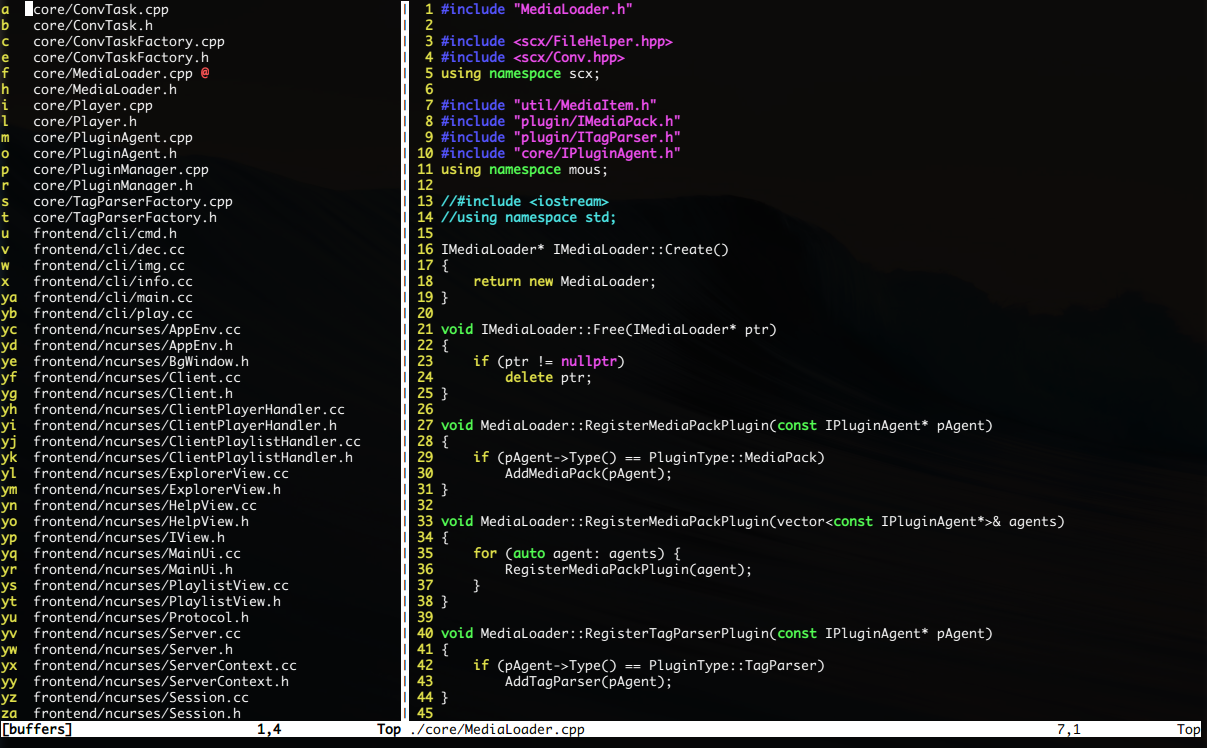 a core/ConvTask.cpp
b core/ConvTask.h
c core/ConvTaskFactory.cpp
e core/ConvTaskFactory.h
f core/MediaLoader.cpp @
h core/MediaLoader.h
i core/Player.cpp
l core/Player.h
m core/PluginAgent.cpp
o core/PluginAgent.h
p core/PluginManager.cpp
r core/PluginManager.h
s core/TagParserFactory.cpp
t core/TagParserFactory.h
u frontend/cli/cmd.h
v frontend/cli/dec.cc
w frontend/cli/img.cc
x frontend/cli/info.cc
ya frontend/cli/main.cc
yb frontend/cli/play.cc
yc frontend/ncurses/AppEnv.cc
yd frontend/ncurses/AppEnv.h
ye frontend/ncurses/BgWindow.h
yf frontend/ncurses/Client.cc
yg frontend/ncurses/Client.h
yh frontend/ncurses/ClientPlayerHandler.cc
yi frontend/ncurses/ClientPlayerHandler.h
yj frontend/ncurses/ClientPlaylistHandler.cc
yk frontend/ncurses/ClientPlaylistHandler.h
yl frontend/ncurses/ExplorerView.cc
ym frontend/ncurses/ExplorerView.h
yn frontend/ncurses/HelpView.cc
yo frontend/ncurses/HelpView.h
yp frontend/ncurses/IView.h
yq frontend/ncurses/MainUi.cc
yr frontend/ncurses/MainUi.h
ys frontend/ncurses/PlaylistView.cc
yt frontend/ncurses/PlaylistView.h
yu frontend/ncurses/Protocol.h
yv frontend/ncurses/Server.cc
yw frontend/ncurses/Server.h
yx frontend/ncurses/ServerContext.cc
yy frontend/ncurses/ServerContext.h
yz frontend/ncurses/Session.cc
za frontend/ncurses/Session.h
[buffers] 1,4 Top
1 #include "MediaLoader.h"
2
3 #include <scx/FileHelper.hpp>
4 #include <scx/Conv.hpp>
5 using namespace scx;
6
7 #include "util/MediaItem.h"
8 #include "plugin/IMediaPack.h"
9 #include "plugin/ITagParser.h"
10 #include "core/IPluginAgent.h"
11 using namespace mous;
12
13 //#include <iostream>
14 //using namespace std;
15
16 IMediaLoader* IMediaLoader::Create()
17 {
18     return new MediaLoader;
19 }
20
21 void IMediaLoader::Free(IMediaLoader* ptr)
22 {
23     if (ptr != nullptr)
24         delete ptr;
25 }
26
27 void MediaLoader::RegisterMediaPackPlugin(const IPluginAgent* pAgent)
28 {
29     if (pAgent->Type() == PluginType::MediaPack)
30         AddMediaPack(pAgent);
31 }
32
33 void MediaLoader::RegisterMediaPackPlugin(vector<const IPluginAgent*>& agents)
34 {
35     for (auto agent: agents) {
36         RegisterMediaPackPlugin(agent);
37     }
38 }
39
40 void MediaLoader::RegisterTagParserPlugin(const IPluginAgent* pAgent)
41 {
42     if (pAgent->Type() == PluginType::TagParser)
43         AddTagParser(pAgent);
44 }
45
./core/MediaLoader.cpp 7,1 Top